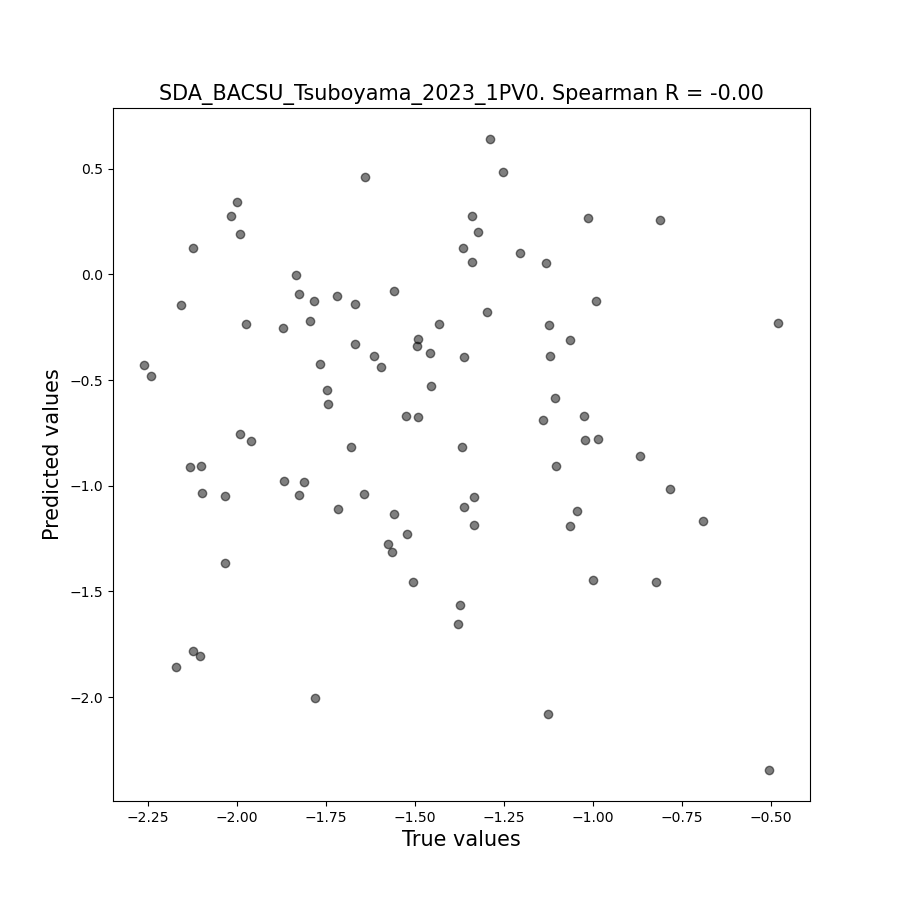 SDA_BACSU_Tsuboyama_2023_1PV0. Spearman R = -0.00
0.5
0.0
−0.5
−1.0
−1.5
−2.0
Predicted values
−2.25 −2.00 −1.75 −1.50 −1.25 −1.00 −0.75 −0.50
True values